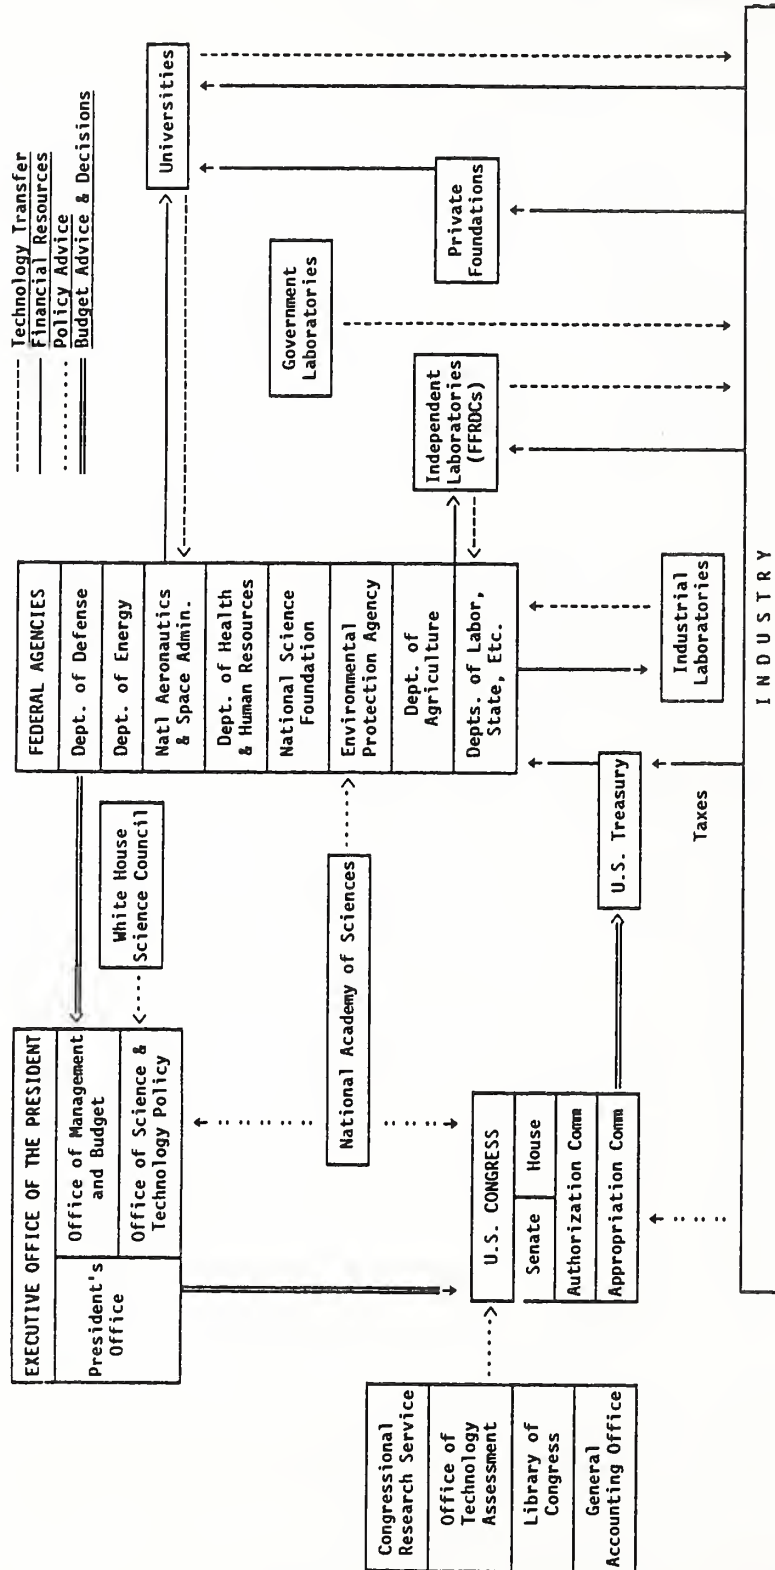 Technology Transfer
Financial Resources
Policy Advice
Budget Advice & Decisions
EXECUTIVE OFFICE OF THE PRESIDENT
President's
Office
Office of Management
and Budget
Office of Science &
Technology Policy
White House
Science Council
FEDERAL AGENCIES
Dept. of Defense
Dept. of Energy
Natl Aeronautics
& Space Admin.
Dept. of Health
& Human Resources
National Science
Foundation
Environmental
Protection Agency
Dept. of
Agriculture
Depts. of Labor,
State, Etc.
Universities
Government
Laboratories
Private
Foundations
Independent
Laboratories
(FFRDCs)
National Academy of Sciences
Congressional
Research Service
Office of
Technology
Assessment
Library of
Congress
General
Accounting Office
U.S. CONGRESS
Senate
House
Authorization Comm
Appropriation Comm
U.S. Treasury
Taxes
Industrial
Laboratories
INDUSTRY